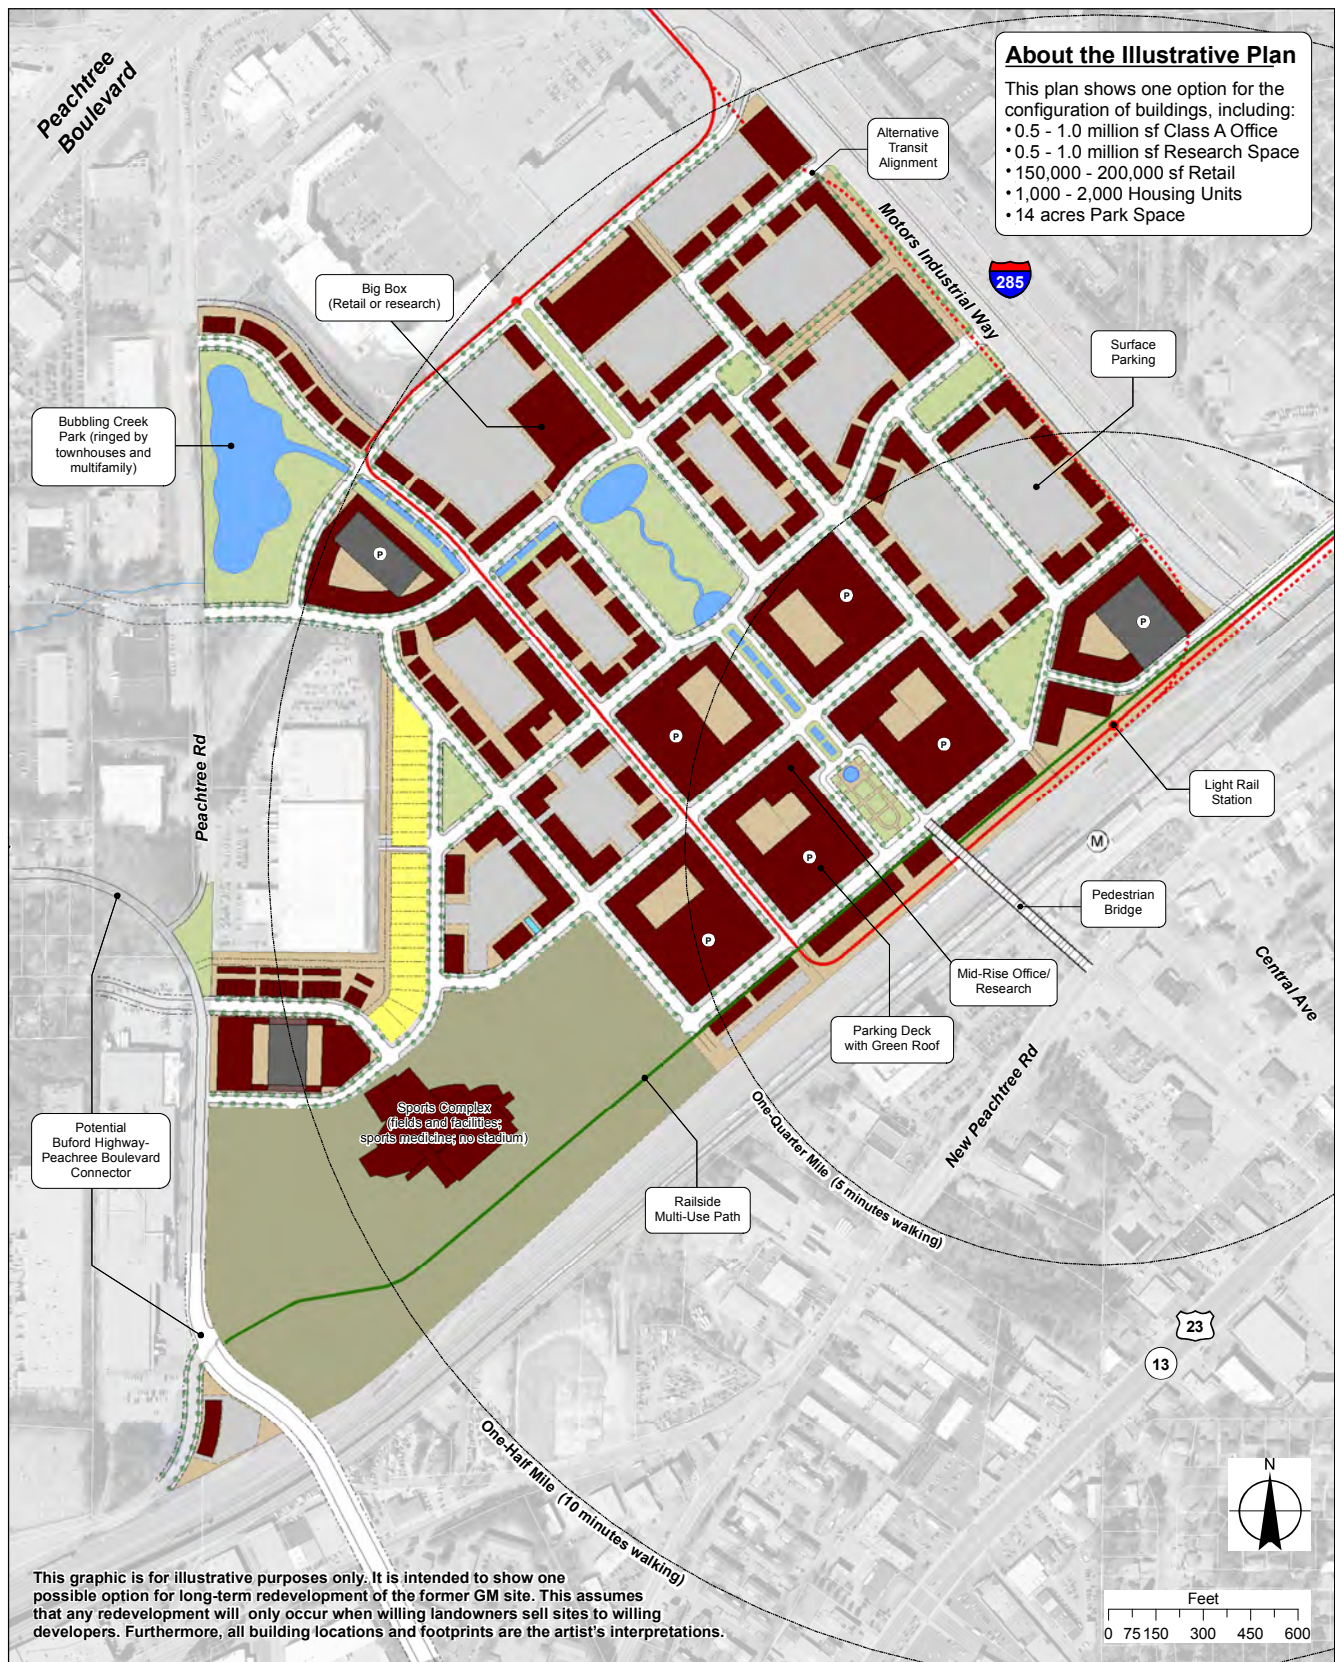 Peachtree
Boulevard
About the Illustrative Plan
This plan shows one option for the
configuration of buildings, including:
• 0.5 - 1.0 million sf Class A Office
• 0.5 - 1.0 million sf Research Space
• 150,000 - 200,000 sf Retail
• 1,000 - 2,000 Housing Units
• 14 acres Park Space
Alternative
Transit
Alignment
Motors Industrial Way
285
Big Box
(Retail or research)
Surface
Parking
Bubbling Creek
Park (ringed by
townhouses and
multifamily)
P
P
P
P
P
P
P
Peachtree Rd
Light Rail
Station
M
Pedestrian
Bridge
Central Ave
Mid-Rise Office/
Research
Parking Deck
with Green Roof
New Peachtree Rd
Sports Complex
(fields and facilities;
sports medicine; no stadium)
Potential
Buford Highway-
Peachree Boulevard
Connector
One-Quarter Mile (5 minutes walking)
Railside
Multi-Use Path
23
13
One-Half Mile (10 minutes walking)
N
This graphic is for illustrative purposes only. It is intended to show one
possible option for long-term redevelopment of the former GM site. This assumes
that any redevelopment will only occur when willing landowners sell sites to willing
developers. Furthermore, all building locations and footprints are the artist's interpretations.
Feet
0 75 150 300 450 600